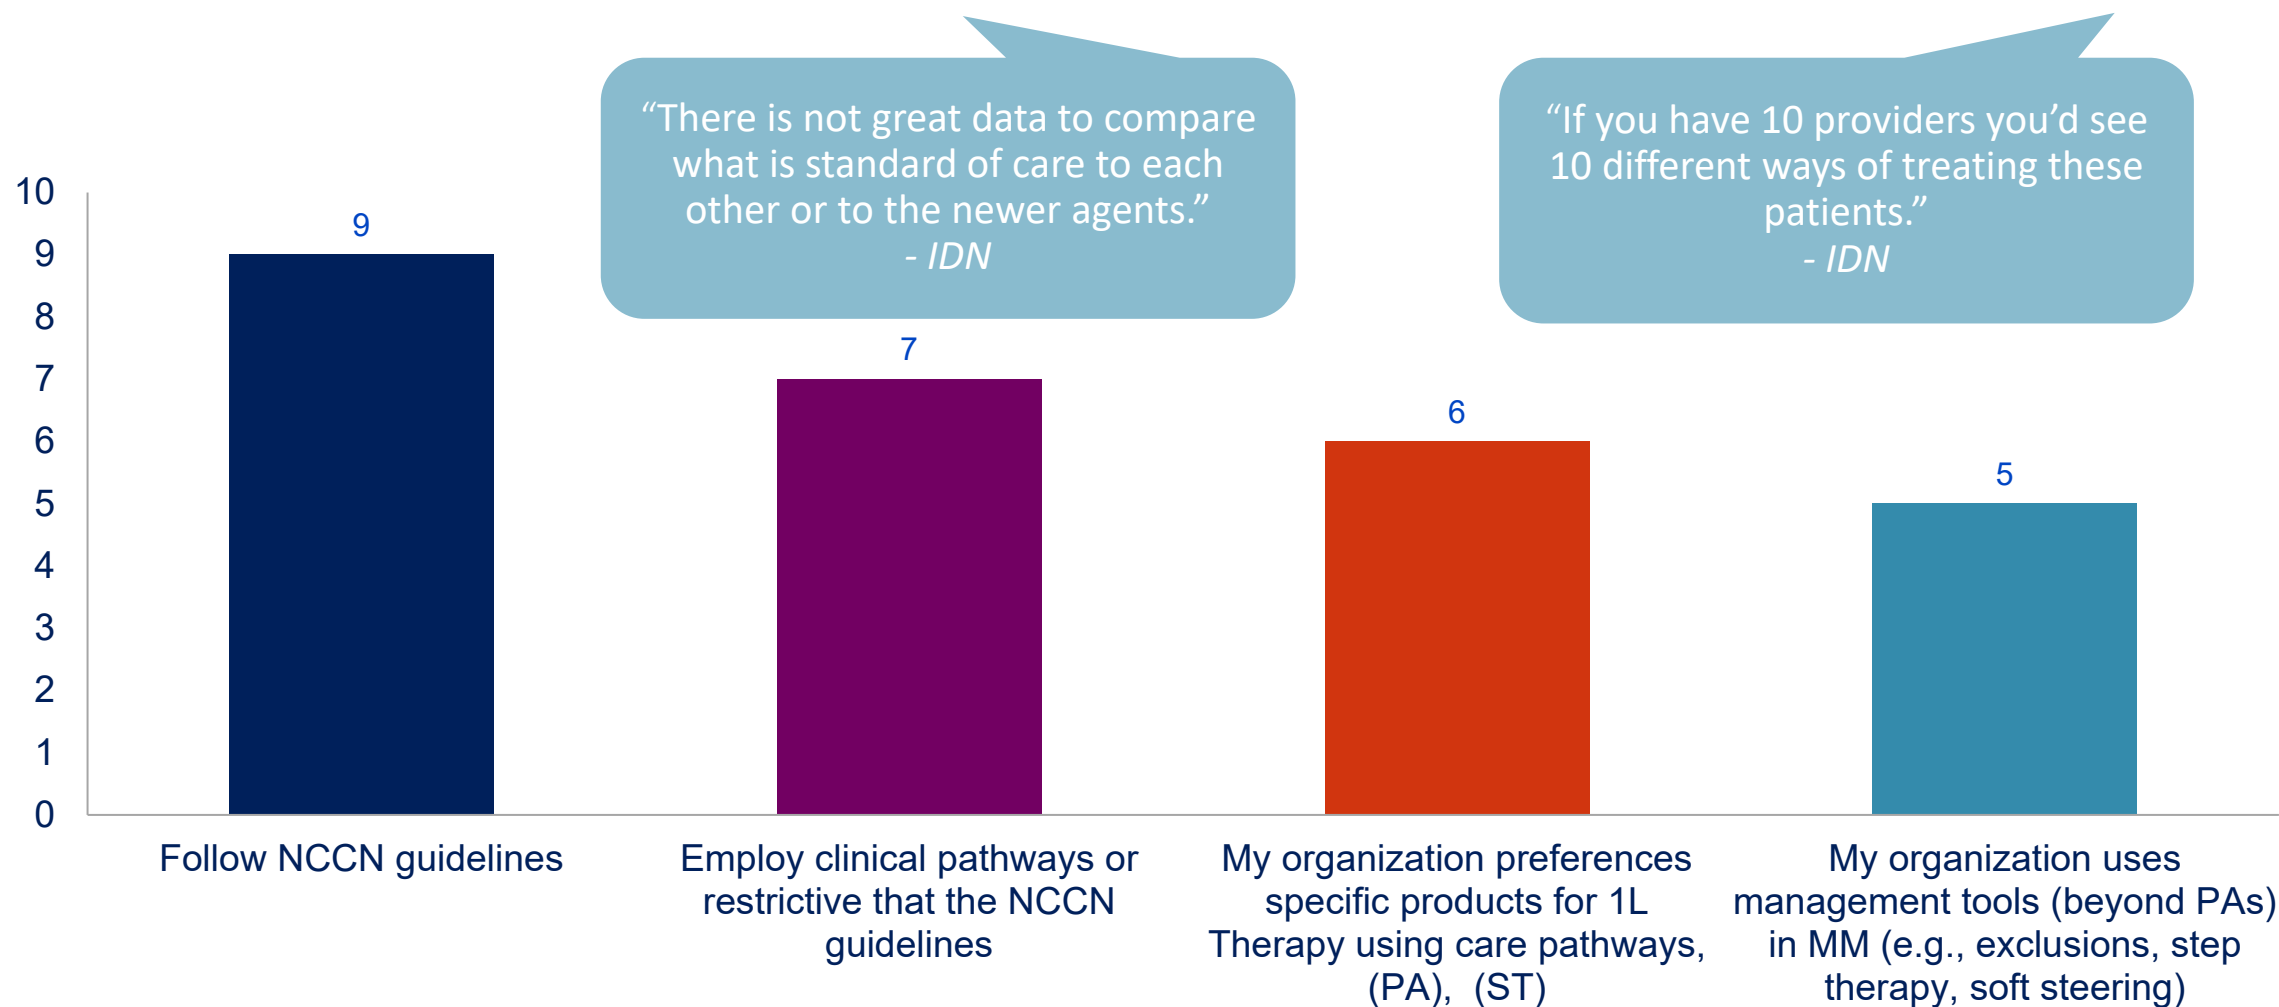 “There is not great data to compare
what is standard of care to each
other or to the newer agents.”
- IDN
“If you have 10 providers you’d see
10 different ways of treating these
patients.”
- IDN
10
9
8
7
6
5
4
3
2
1
0
9
7
6
5
Follow NCCN guidelines
Employ clinical pathways or
restrictive that the NCCN
guidelines
My organization preferences
specific products for 1L
Therapy using care pathways,
(PA),  (ST)
My organization uses
management tools (beyond PAs)
in MM (e.g., exclusions, step
therapy, soft steering)